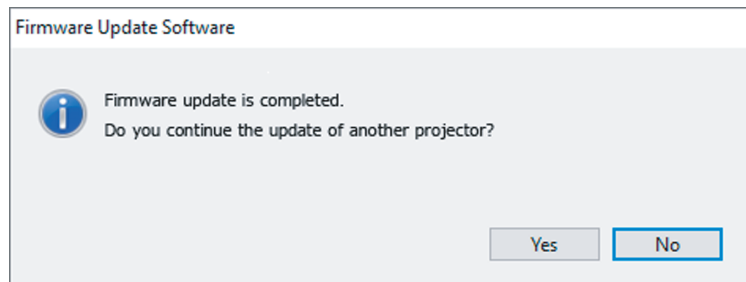 Firmware Update Software
Firmware update is completed.
Do you continue the update of another projector?
Yes No